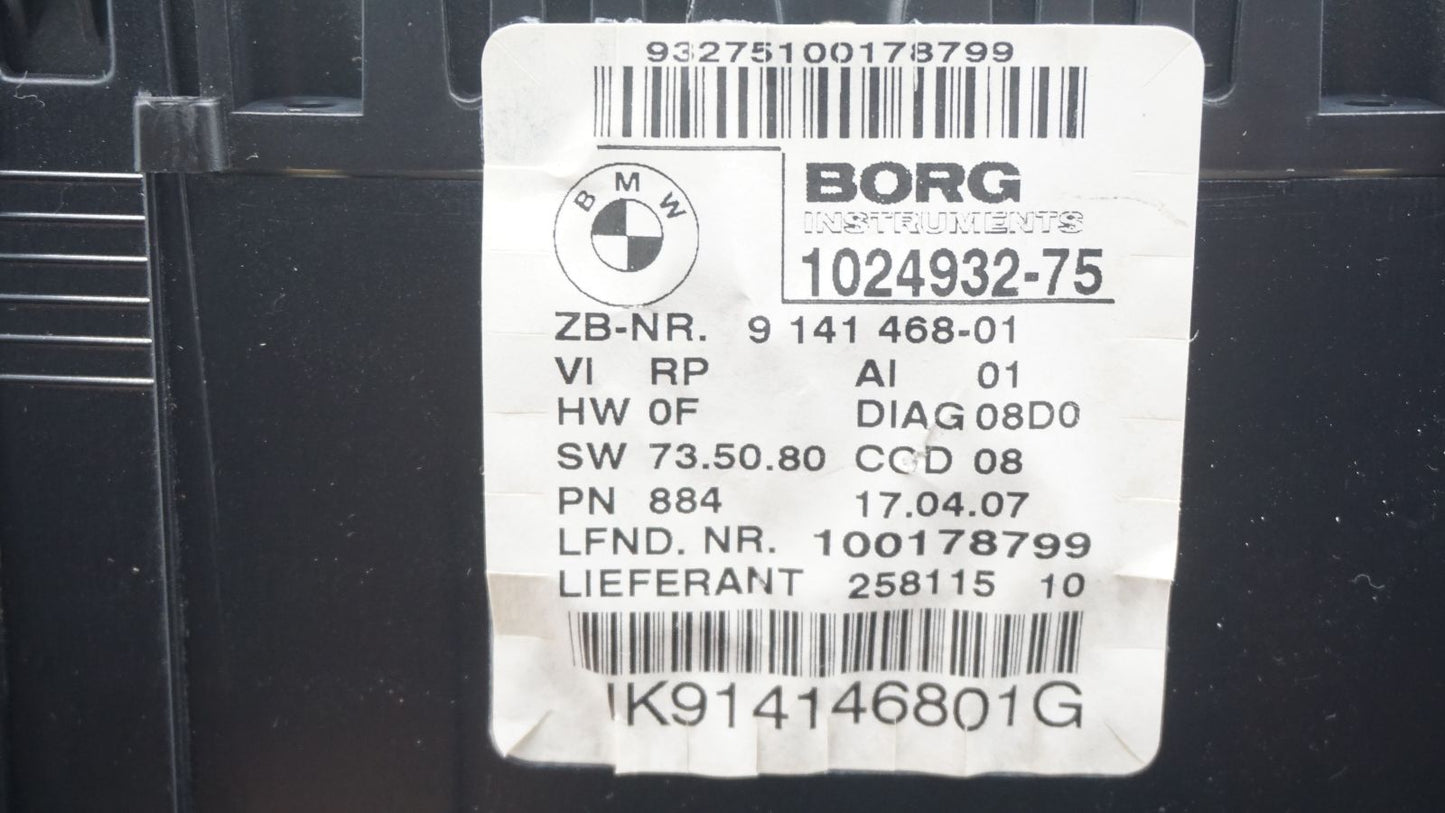 93275100178799
BMW
BORG
INSTRUMENTS
1024932-75
ZB-NR. 9 141 468-01
VI RP AI 01
HW 0F DIAG 08D0
SW 73.50.80 COD 08
PN 884 17.04.07
LFND. NR. 100178799
LIEFERANT 258115 10
IK914146801G